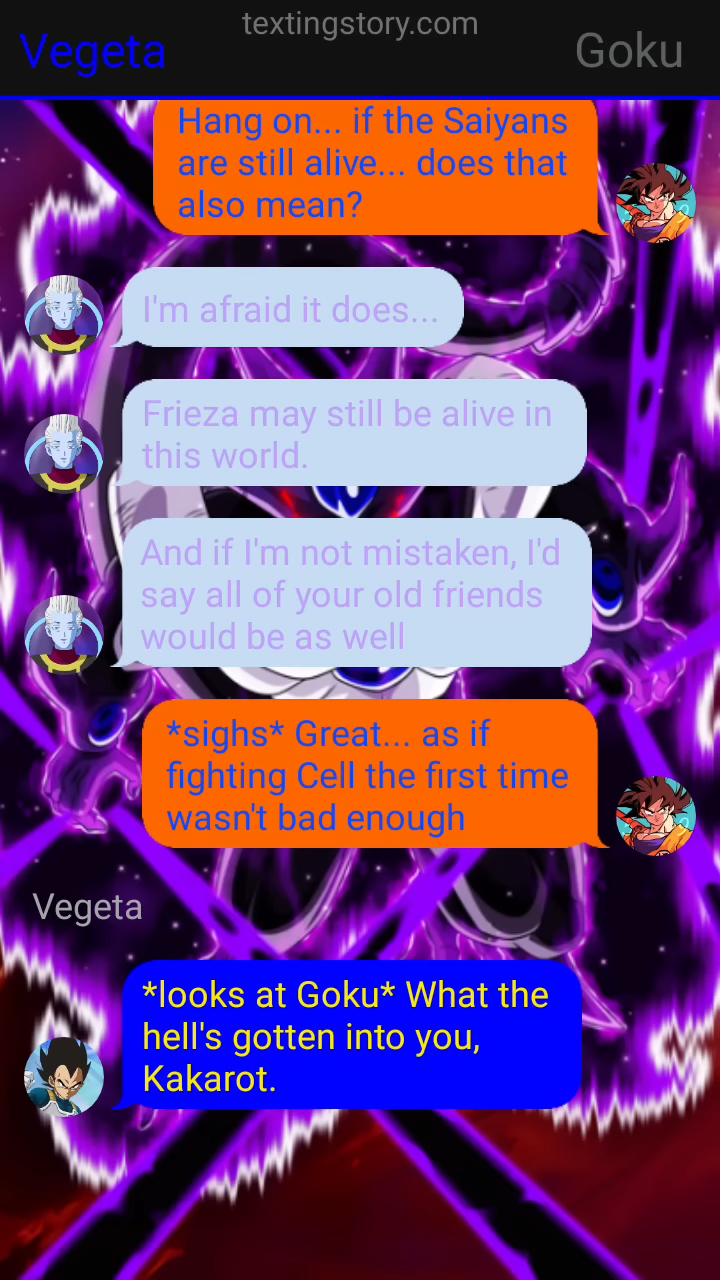 textingstory.com
Vegeta
Goku
Hang on... if the Saiyans
are still alive... does that
also mean?
I'm afraid it does...
Frieza may still be alive in
this world.
And if I'm not mistaken, I'd
say all of your old friends
would be as well
*sighs* Great... as if
fighting Cell the first time
wasn't bad enough
Vegeta
*looks at Goku* What the
hell's gotten into you,
Kakarot.